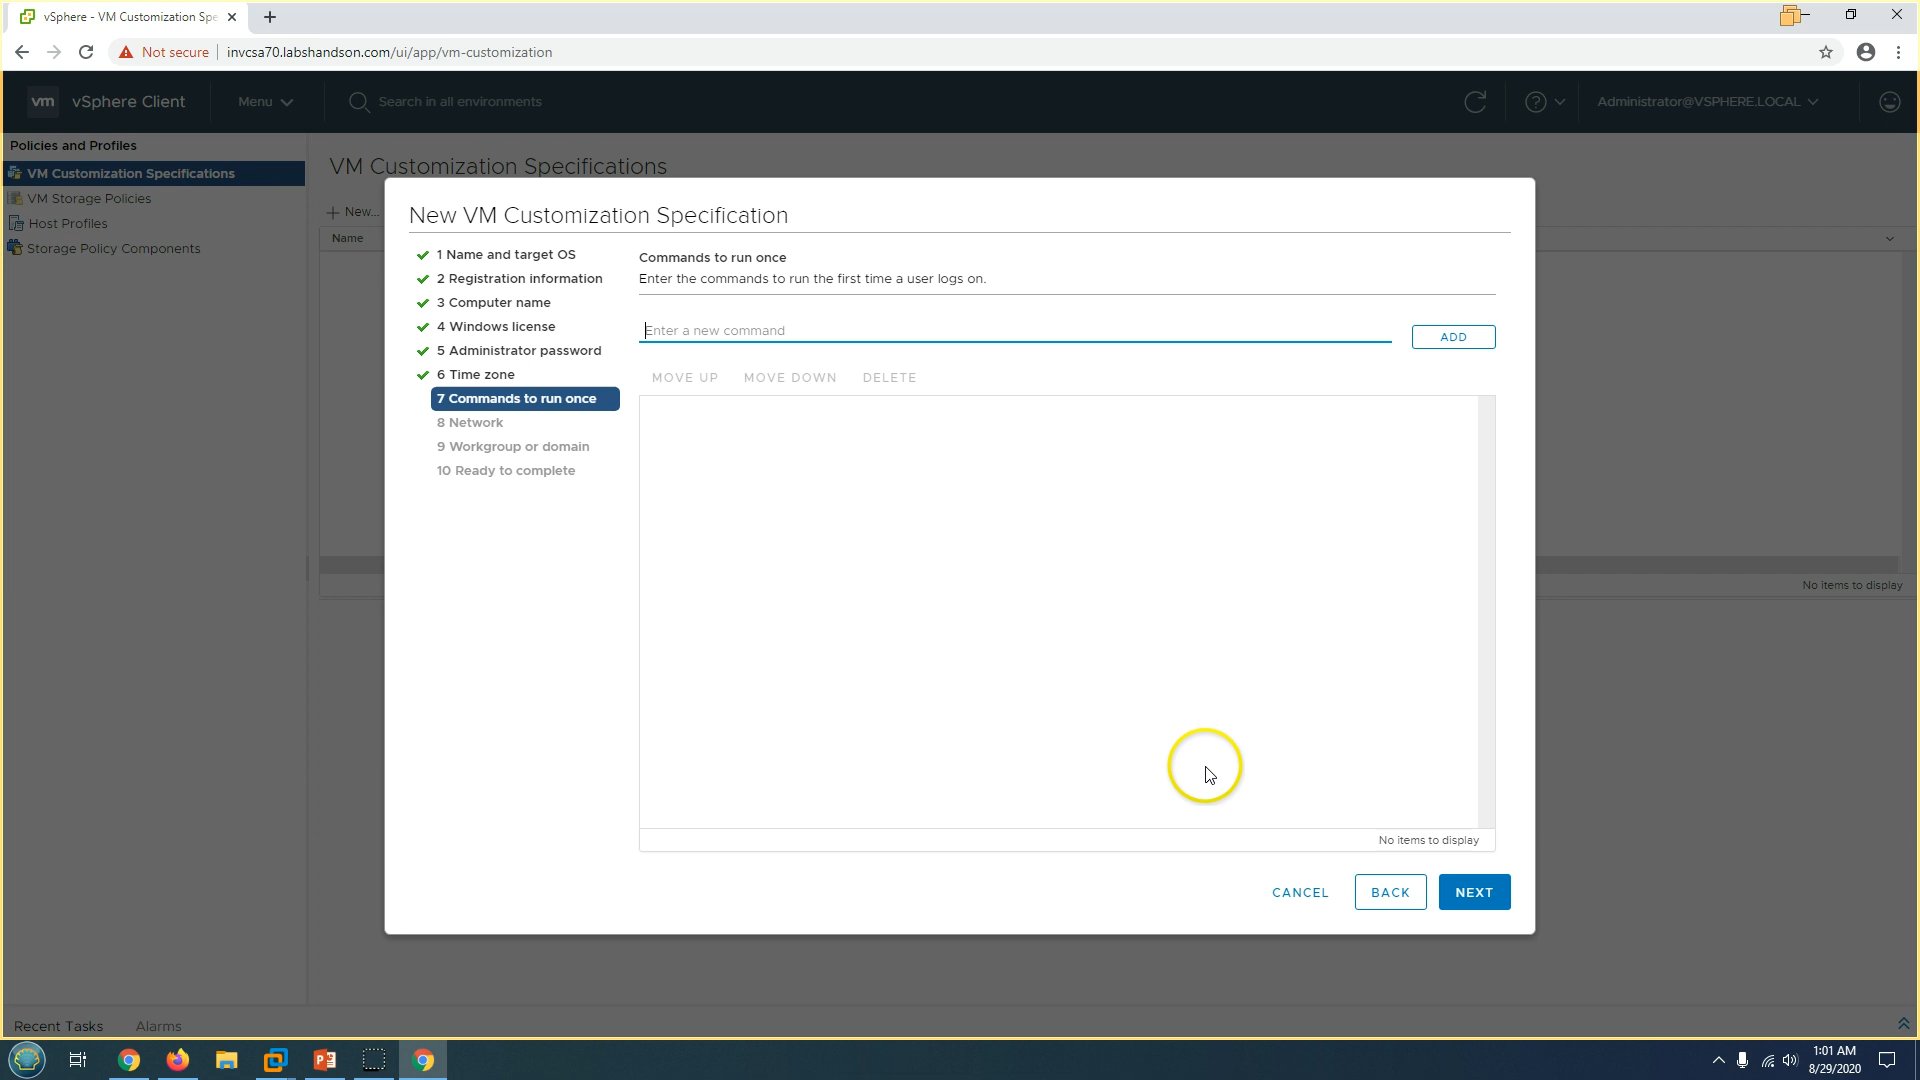 vSphere - VM Customization Spe
Not secure
invcsa70.labshandson.com/ui/app/vm-customization
vm
vSphere Client
Menu
Search in all environments
Administrator@VSPHERE.LOCAL
Policies and Profiles
VM Customization Specifications
VM Storage Policies
Host Profiles
Storage Policy Components
VM Customization Specifications
New...
Name
No items to display
New VM Customization Specification
1 Name and target OS
2 Registration information
3 Computer name
4 Windows license
5 Administrator password
6 Time zone
7 Commands to run once
8 Network
9 Workgroup or domain
10 Ready to complete
Commands to run once
Enter the commands to run the first time a user logs on.
Enter a new command
ADD
MOVE UP
MOVE DOWN
DELETE
No items to display
CANCEL
BACK
NEXT
Recent Tasks
Alarms
1:01 AM
8/29/2020